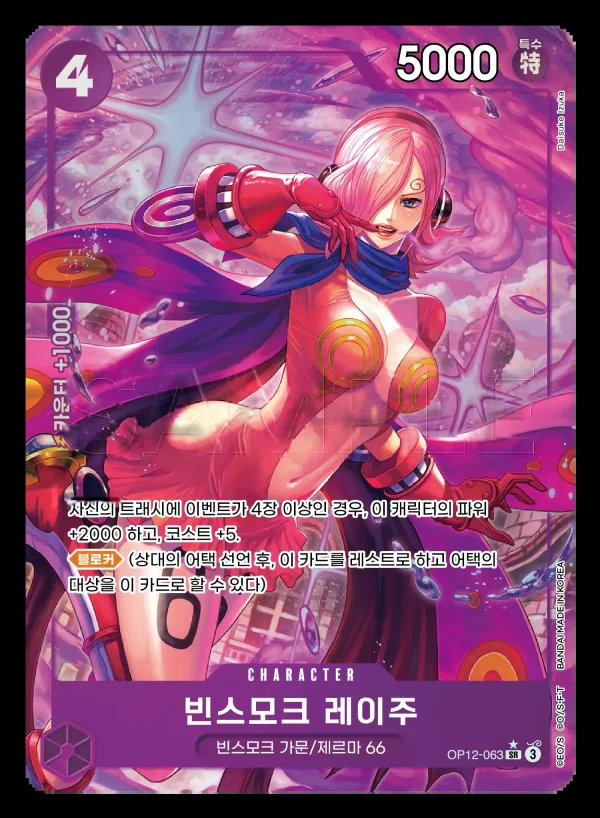 4
5000
특수
特
Daisuke Izuka
카운터 +1000
SAMPLE
자신의 트래시에 이벤트가 4장 이상인 경우, 이 캐릭터의 파워
+2000 하고, 코스트 +5.
블로커 (상대의 어택 선언 후, 이 카드를 레스트로 하고 어택의
대상을 이 카드로 할 수 있다)
CHARACTER
빈스모크 레이주
빈스모크 가문/제르마 66
OP12-063 SR 3
©EO/S ©O/S·F·T BANDAI MADE IN KOREA